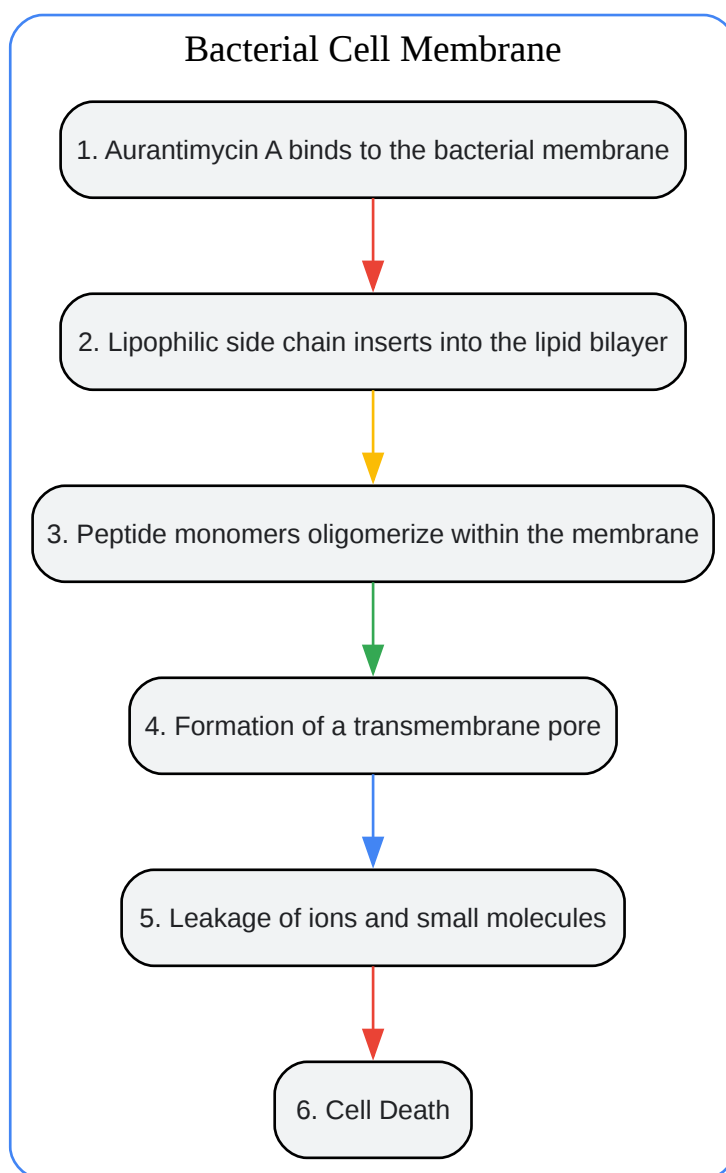 Bacterial Cell Membrane
1. Aurantimycin A binds to the bacterial membrane
2. Lipophilic side chain inserts into the lipid bilayer
3. Peptide monomers oligomerize within the membrane
4. Formation of a transmembrane pore
5. Leakage of ions and small molecules
6. Cell Death